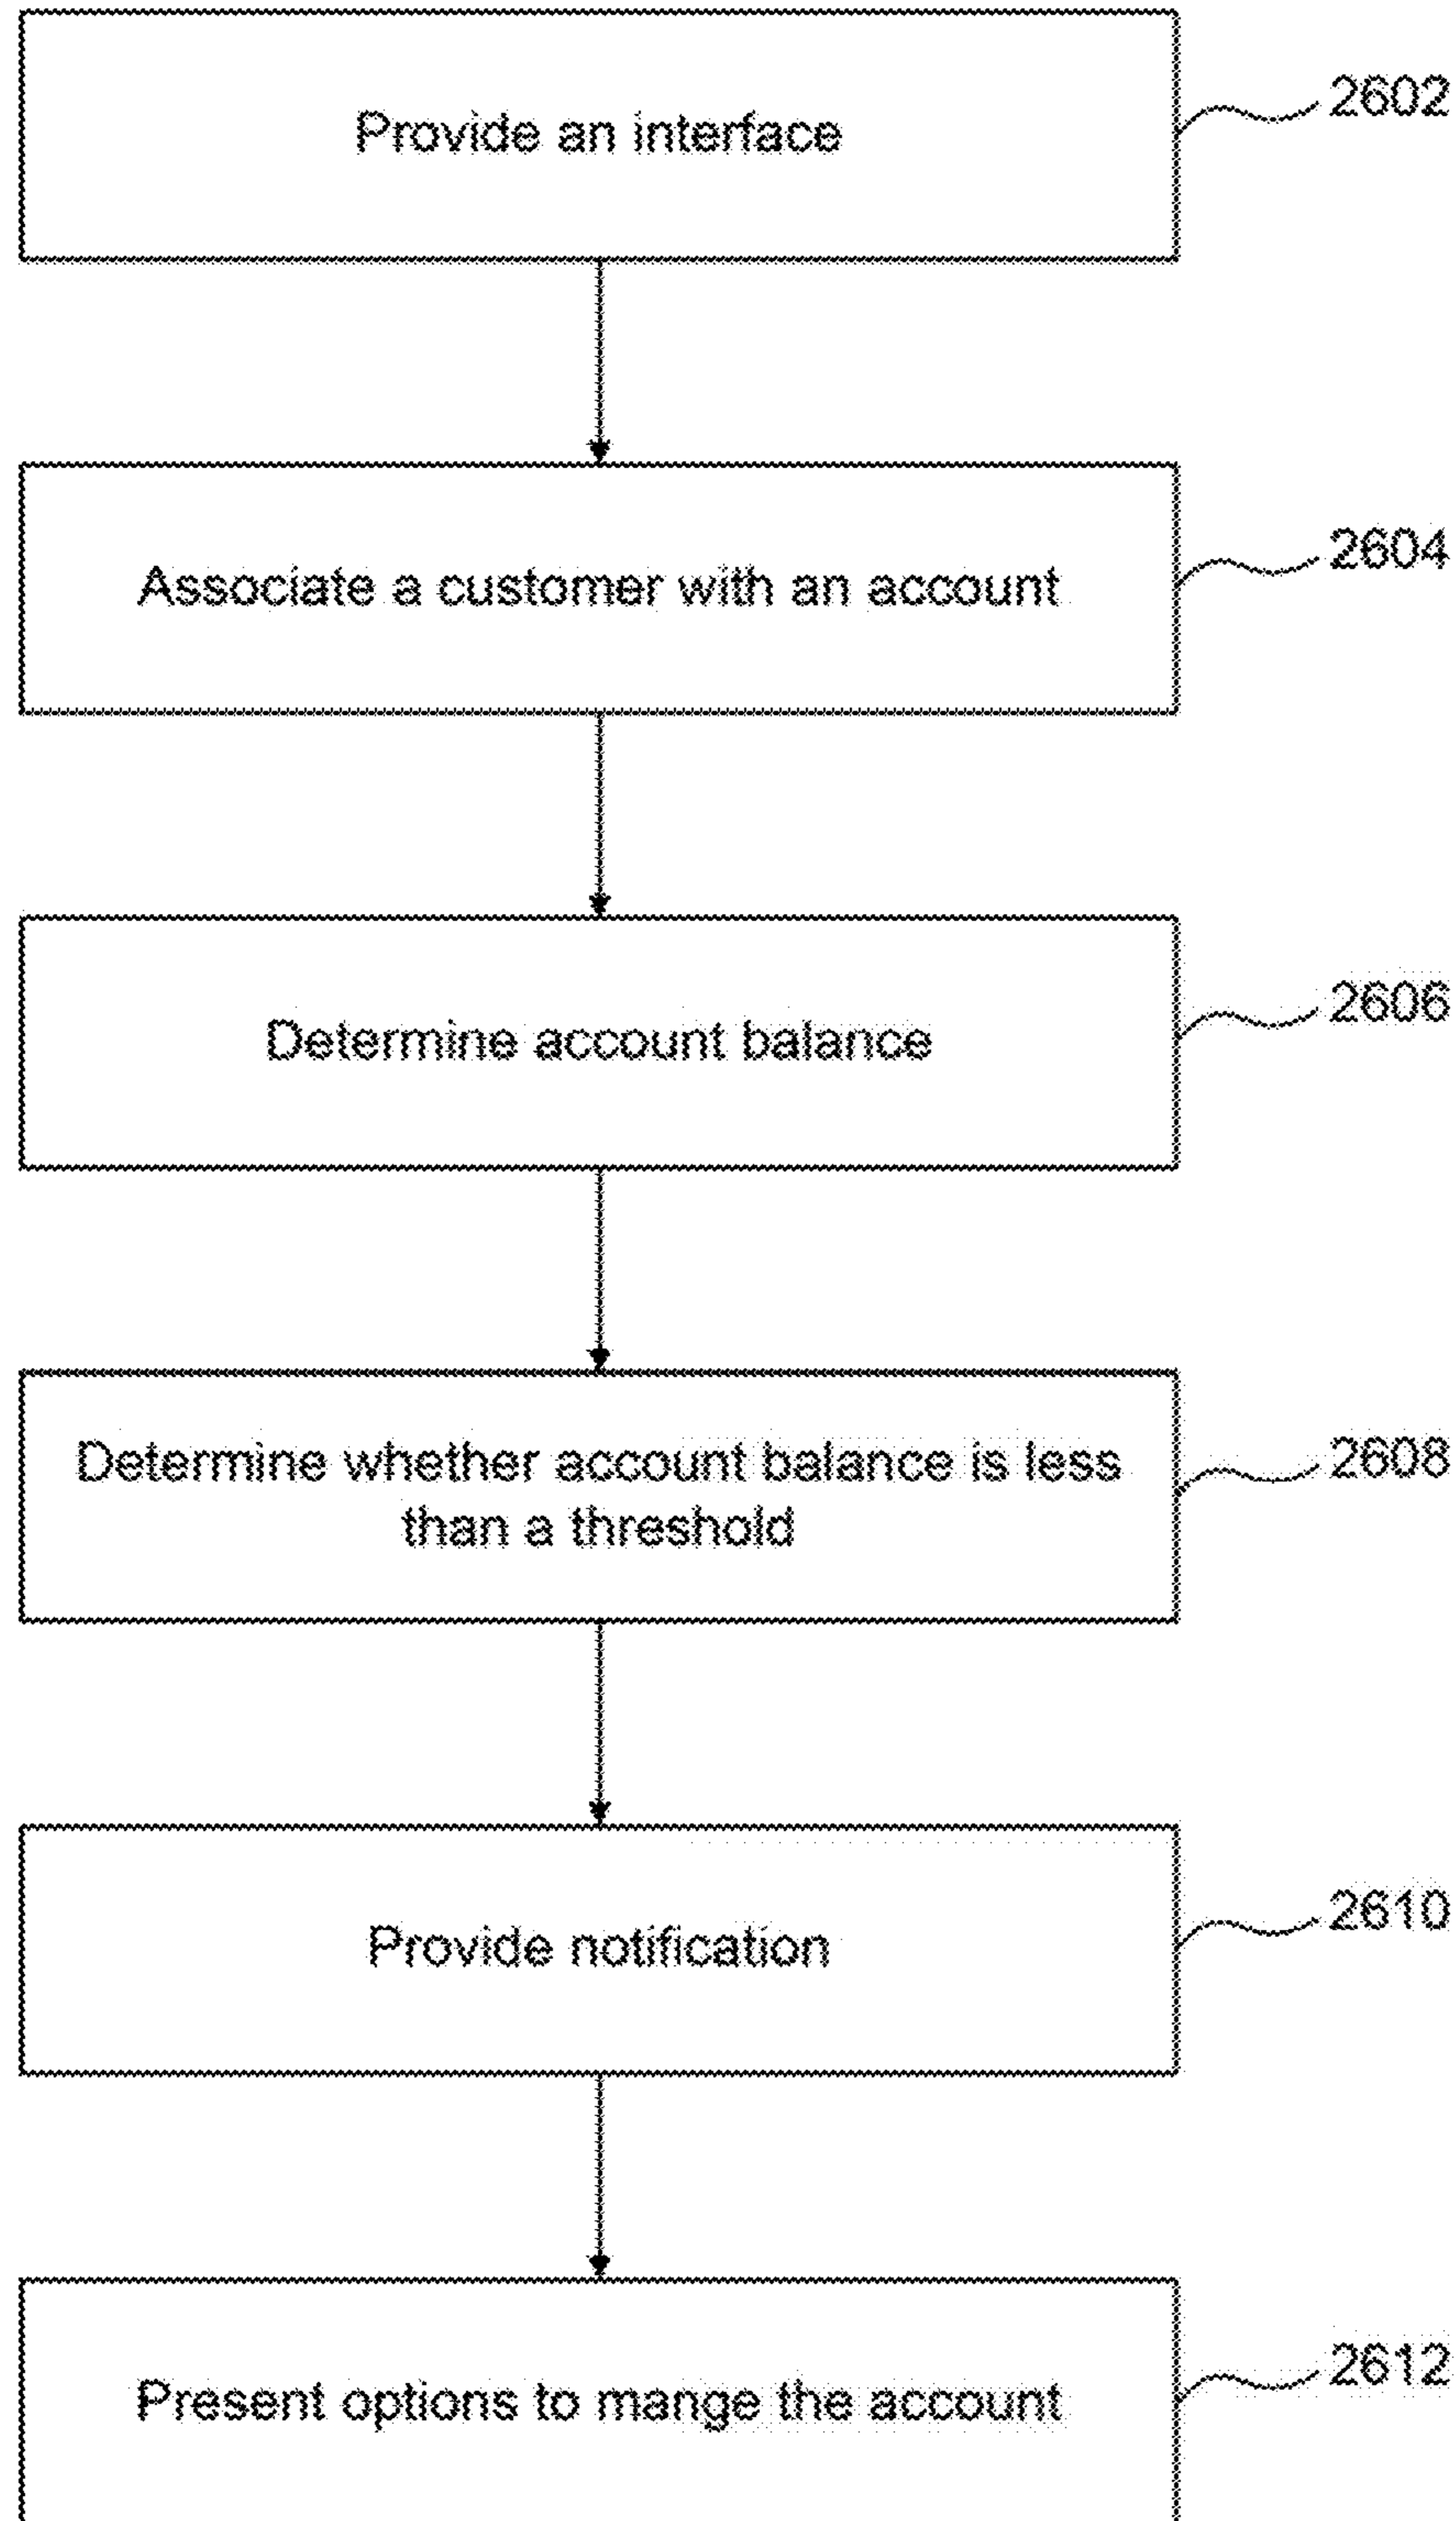 Provide an interface
2602
Associate a customer with an account
2604
Determine account balance
2606
Determine whether account balance is less
than a threshold
2608
Provide notification
2610
Present options to mange the account
2612